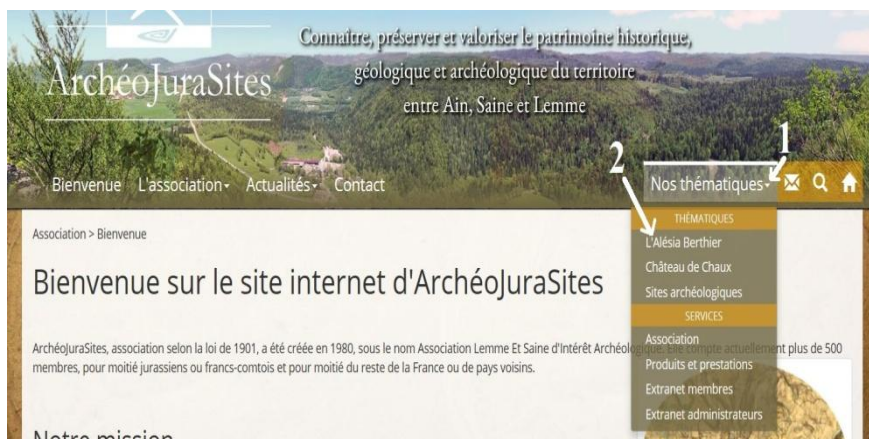 Connaître, préserver et valoriser le patrimoine historique,
géologique et archéologique du territoire
entre Ain, Saine et Lemme
ArchéoJuraSites
1
2
Bienvenue L'association Actualités Contact
Nos thématiques
THÉMATIQUES
L'Alésia Berthier
Château de Chaux
Sites archéologiques
SERVICES
Association
Produits et prestations
Extranet membres
Extranet administrateurs
Association > Bienvenue
Bienvenue sur le site internet d'ArchéoJuraSites
ArchéoJuraSites, association selon la loi de 1901, a été créée en 1980, sous le nom Association Lemme Et Saine d'Intérêt Archéologique. Elle compte actuellement plus de 500
membres, pour moitié jurassiens ou francs-comtois et pour moitié du reste de la France ou de pays voisins.
Notre mission